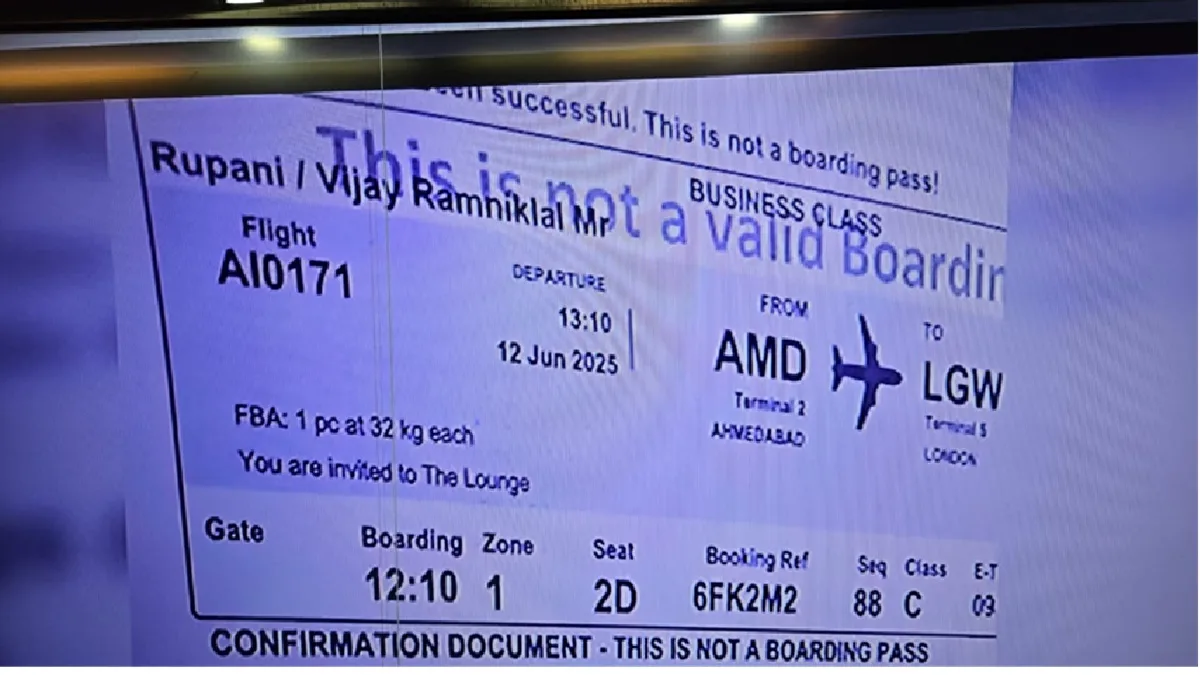 successful. This is not a boarding pass!
This is not a valid Boardin
Rupani / Vijay Ramniklal Mr
BUSINESS CLASS
Flight
AI0171
DEPARTURE
13:10
12 Jun 2025
FROM
AMD
Terminal 2
AHMEDABAD
TO
LGW
Terminal S
LONDON
FBA: 1 pc at 32 kg each
You are invited to The Lounge
Gate Boarding Zone Seat Booking Ref Seq Class E-T
12:10 1 2D 6FK2M2 88 C 09
CONFIRMATION DOCUMENT - THIS IS NOT A BOARDING PASS